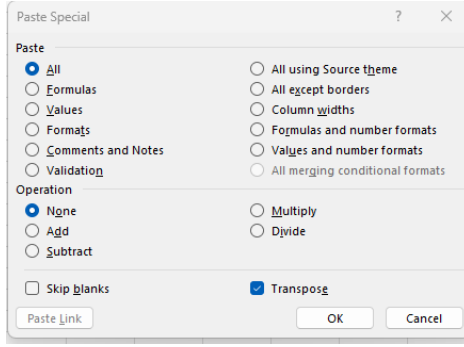 Paste Special ? ×
Paste
All
All using Source theme
Formulas
All except borders
Values
Column widths
Formats
Formulas and number formats
Comments and Notes
Values and number formats
Validation
All merging conditional formats
Operation
None
Multiply
Add
Divide
Subtract
Skip blanks
Transpose
Paste Link
OK
Cancel